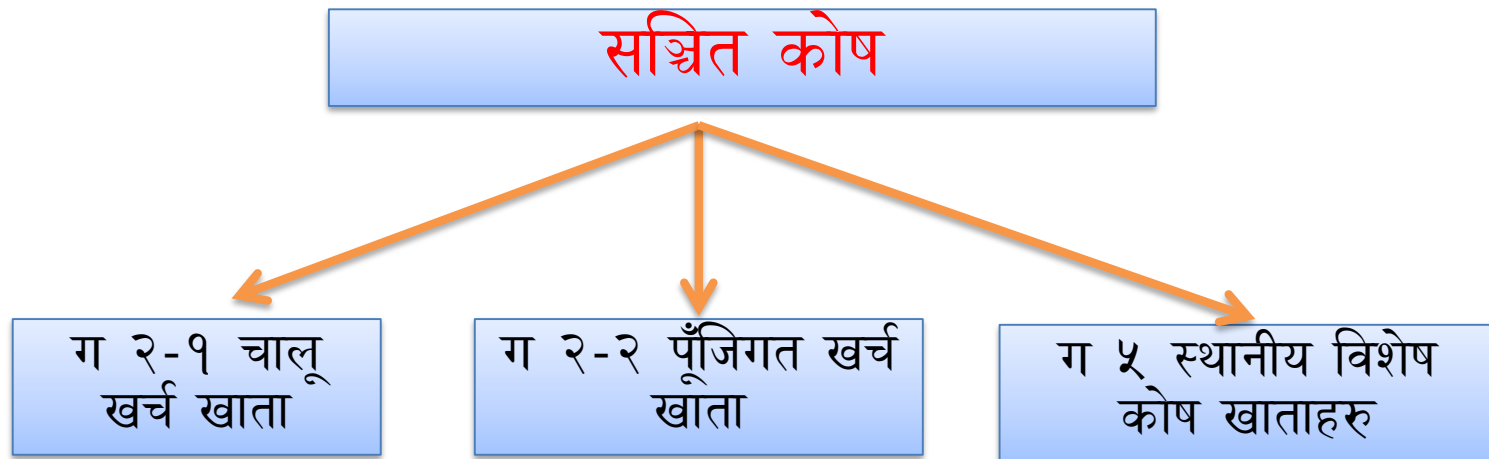 सञ्चित कोष
ग २-१ चालू
खर्च खाता
ग २-२ पूँजिगत खर्च
खाता
ग ५ स्थानीय विशेष
कोष खाताहरु